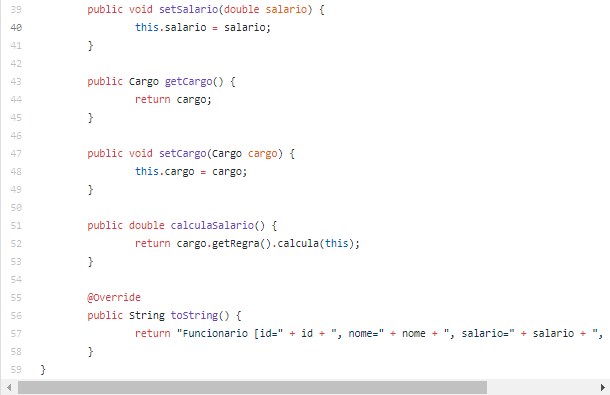 39 public void setSalario(double salario) {
40 this.salario = salario;
41 }
42
43 public Cargo getCargo() {
44 return cargo;
45 }
46
47 public void setCargo(Cargo cargo) {
48 this.cargo = cargo;
49 }
50
51 public double calculaSalario() {
52 return cargo.getRegra().calcula(this);
53 }
54
55 @Override
56 public String toString() {
57 return "Funcionario [id=" + id + ", nome=" + nome + ", salario=" + salario + ",
58 }
59 }